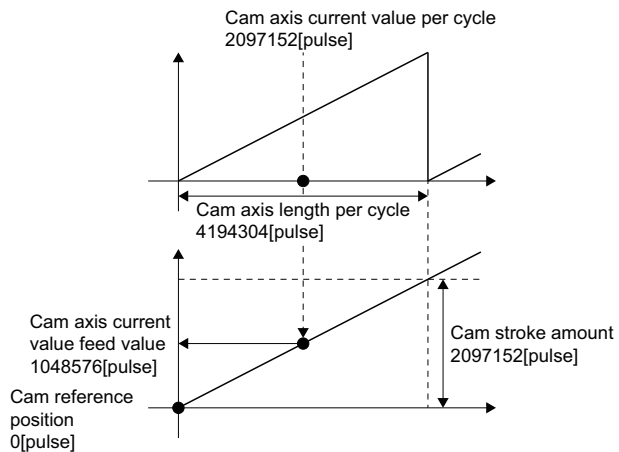 Cam axis current value per cycle
2097152[pulse]
Cam axis length per cycle
4194304[pulse]
Cam axis current
value feed value
1048576[pulse]
Cam stroke amount
2097152[pulse]
Cam reference
position
0[pulse]